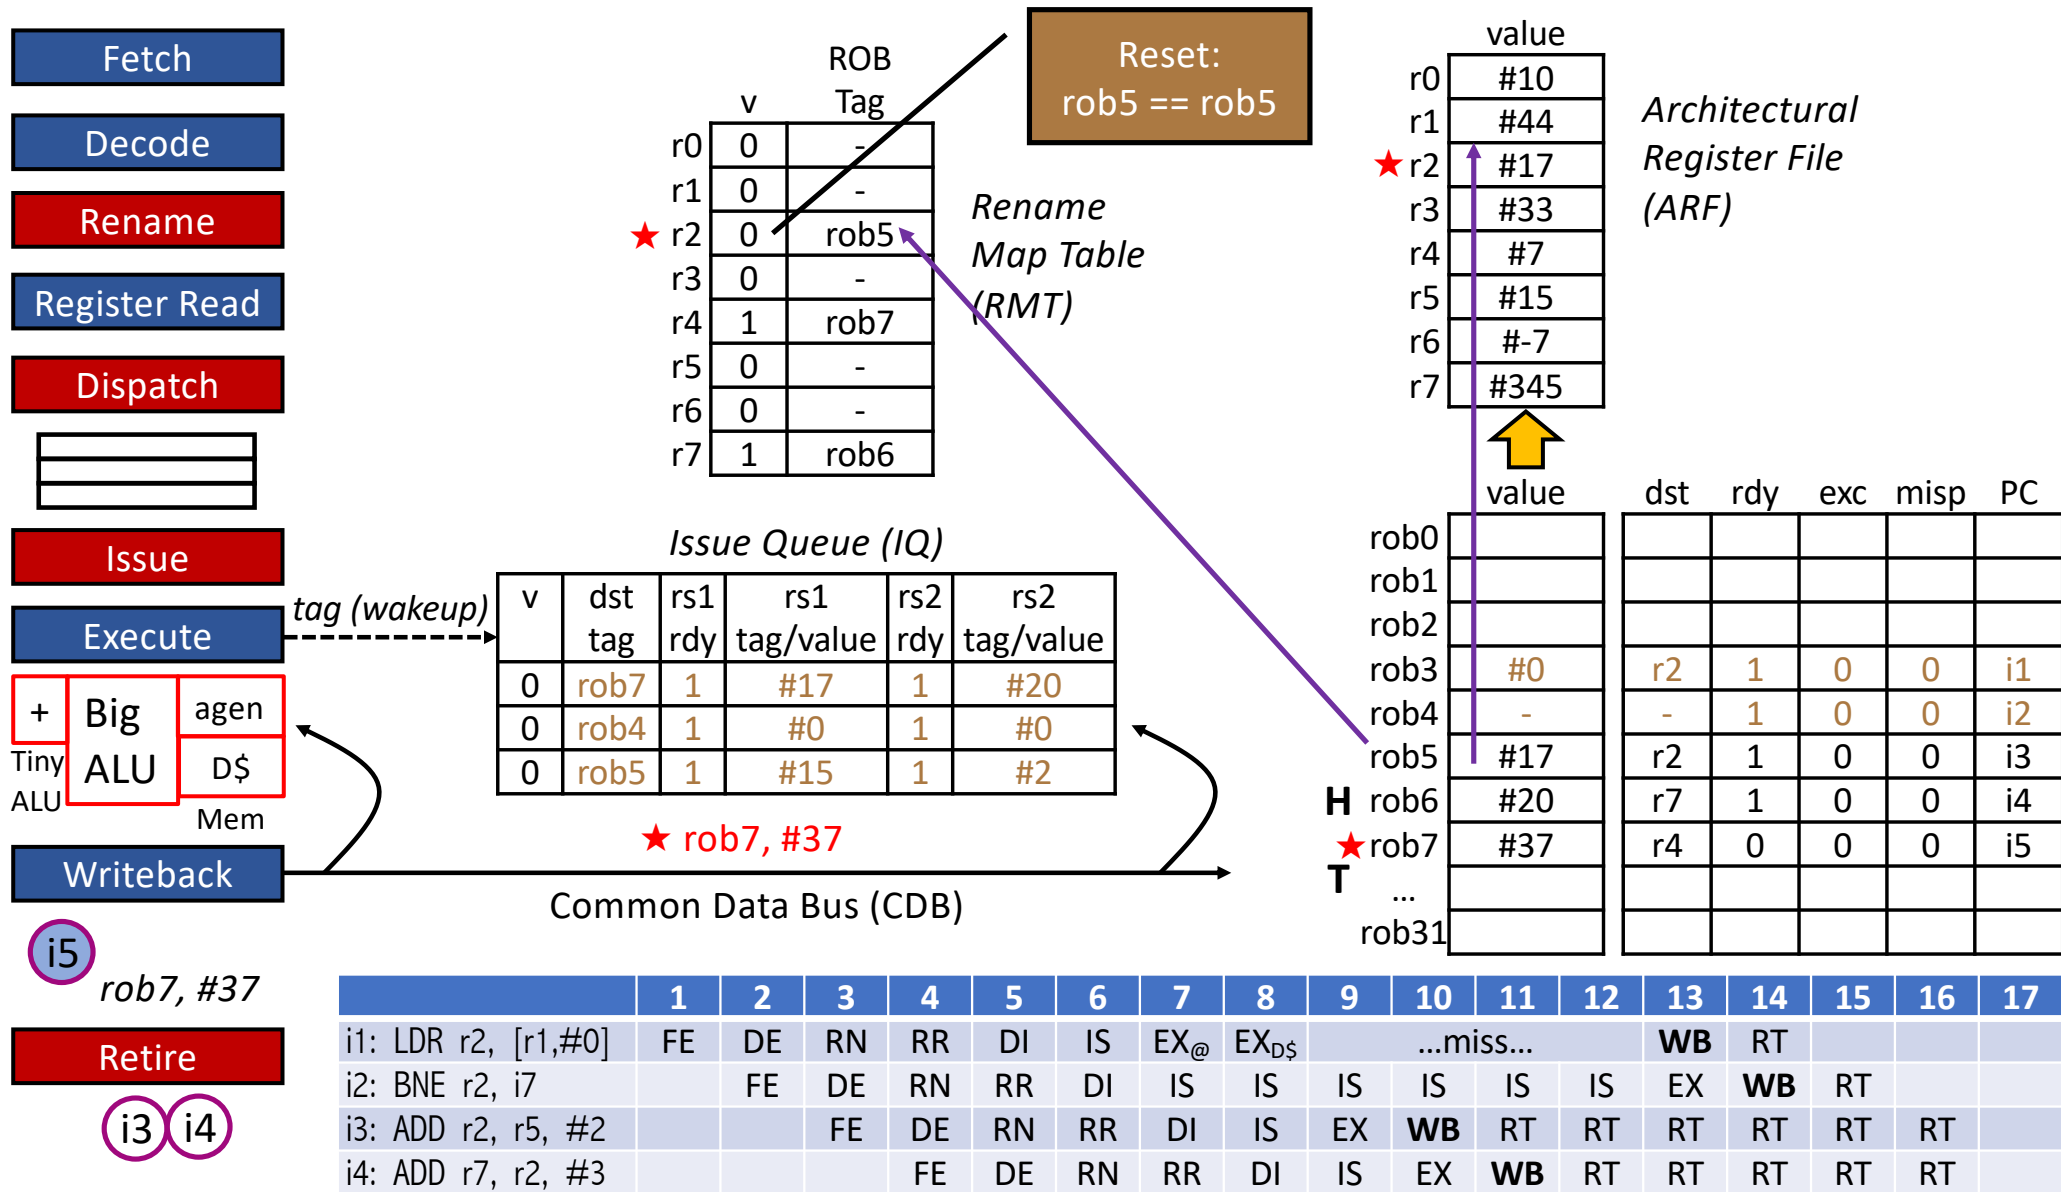 Fetch
Decode
Rename
Register Read
Dispatch
Issue
Execute
+ Big ALU agen D$
Tiny ALU
Mem
Writeback
i5
rob7, #37
Retire
i3 i4
ROB
v Tag
r0 0 -
r1 0 -
★ r2 0 rob5
r3 0 -
r4 1 rob7
r5 0 -
r6 0 -
r7 1 rob6
Rename
Map Table
(RMT)
Reset:
rob5 == rob5
value
r0 #10
r1 #44
★ r2 #17
r3 #33
r4 #7
r5 #15
r6 #-7
r7 #345
Architectural
Register File
(ARF)
Issue Queue (IQ)
tag (wakeup)
v dst rs1 rs1 rs2 rs2
tag rdy tag/value rdy tag/value
0 rob7 1 #17 1 #20
0 rob4 1 #0 1 #0
0 rob5 1 #15 1 #2
★ rob7, #37
Common Data Bus (CDB)
value dst rdy exc misp PC
rob0
rob1
rob2
rob3 #0 r2 1 0 0 i1
rob4 - - 1 0 0 i2
rob5 #17 r2 1 0 0 i3
H rob6 #20 r7 1 0 0 i4
★ rob7 #37 r4 0 0 0 i5
T ...
rob31
1 2 3 4 5 6 7 8 9 10 11 12 13 14 15 16 17
i1: LDR r2, [r1,#0] FE DE RN RR DI IS EX@ EXD$ ...miss... WB RT
i2: BNE r2, i7 FE DE RN RR DI IS IS IS IS IS IS EX WB RT
i3: ADD r2, r5, #2 FE DE RN RR DI IS EX WB RT RT RT RT RT RT
i4: ADD r7, r2, #3 FE DE RN RR DI IS EX WB RT RT RT RT RT